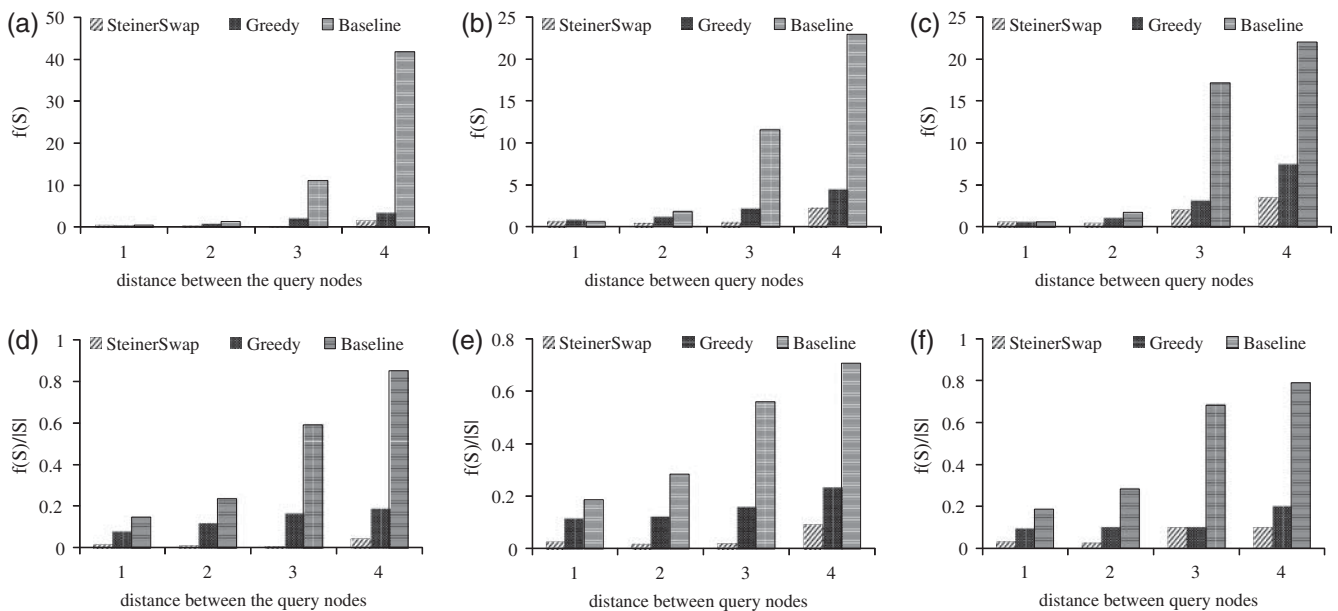 (a)
SteinerSwap Greedy Baseline
50
40
30
20
10
0
f(S)
1 2 3 4
distance between the query nodes
(b)
SteinerSwap Greedy Baseline
25
20
15
10
5
0
f(S)
1 2 3 4
distance between query nodes
(c)
SteinerSwap Greedy Baseline
25
20
15
10
5
0
f(S)
1 2 3 4
distance between query nodes
(d)
SteinerSwap Greedy Baseline
1
0.8
0.6
0.4
0.2
0
f(S)/|S|
1 2 3 4
distance between the query nodes
(e)
SteinerSwap Greedy Baseline
0.8
0.6
0.4
0.2
0
f(S)/|S|
1 2 3 4
distance between query nodes
(f)
SteinerSwap Greedy Baseline
1
0.8
0.6
0.4
0.2
0
f(S)/|S|
1 2 3 4
distance between query nodes